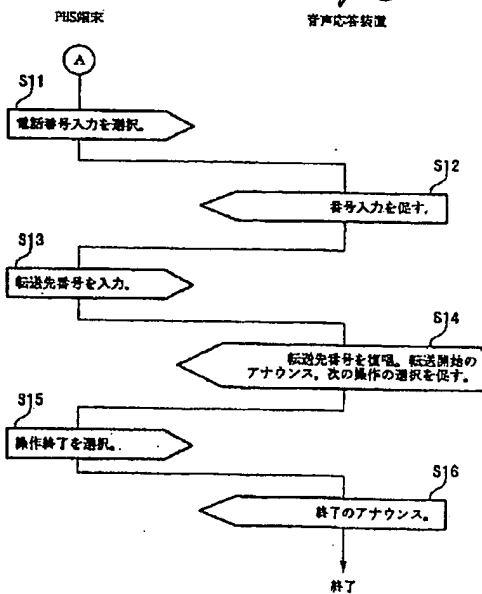 PHS端末
音声応答装置
A
S11
電話番号入力を選択。
S12
番号入力を促す。
S13
転送先番号を入力。
S14
転送先番号を復唱。転送開始の
アナウンス。次の操作の選択を促す。
S15
操作終了を選択。
S16
終了のアナウンス。
終了